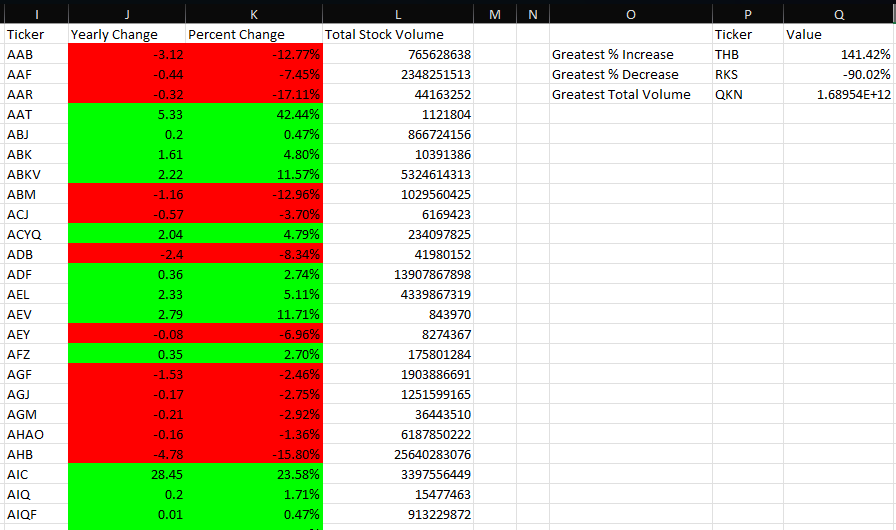 I J K L M N O P Q
Ticker Yearly Change Percent Change Total Stock Volume Ticker Value
AAB -3.12 -12.77% 765628638 Greatest % Increase THB 141.42%
AAF -0.44 -7.45% 2348251513 Greatest % Decrease RKS -90.02%
AAR -0.32 -17.11% 44163252 Greatest Total Volume QKN 1.68954E+12
AAT 5.33 42.44% 1121804
ABJ 0.2 0.47% 866724156
ABK 1.61 4.80% 10391386
ABKV 2.22 11.57% 5324614313
ABM -1.16 -12.96% 1029560425
ACJ -0.57 -3.70% 6169423
ACYQ 2.04 4.79% 234097825
ADB -2.4 -8.34% 41980152
ADF 0.36 2.74% 13907867898
AEL 2.33 5.11% 4339867319
AEV 2.79 11.71% 843970
AEY -0.08 -6.96% 8274367
AFZ 0.35 2.70% 175801284
AGF -1.53 -2.46% 1903886691
AGJ -0.17 -2.75% 1251599165
AGM -0.21 -2.92% 36443510
AHAO -0.16 -1.36% 6187850222
AHB -4.78 -15.80% 25640283076
AIC 28.45 23.58% 3397556449
AIQ 0.2 1.71% 15477463
AIQF 0.01 0.47% 913229872